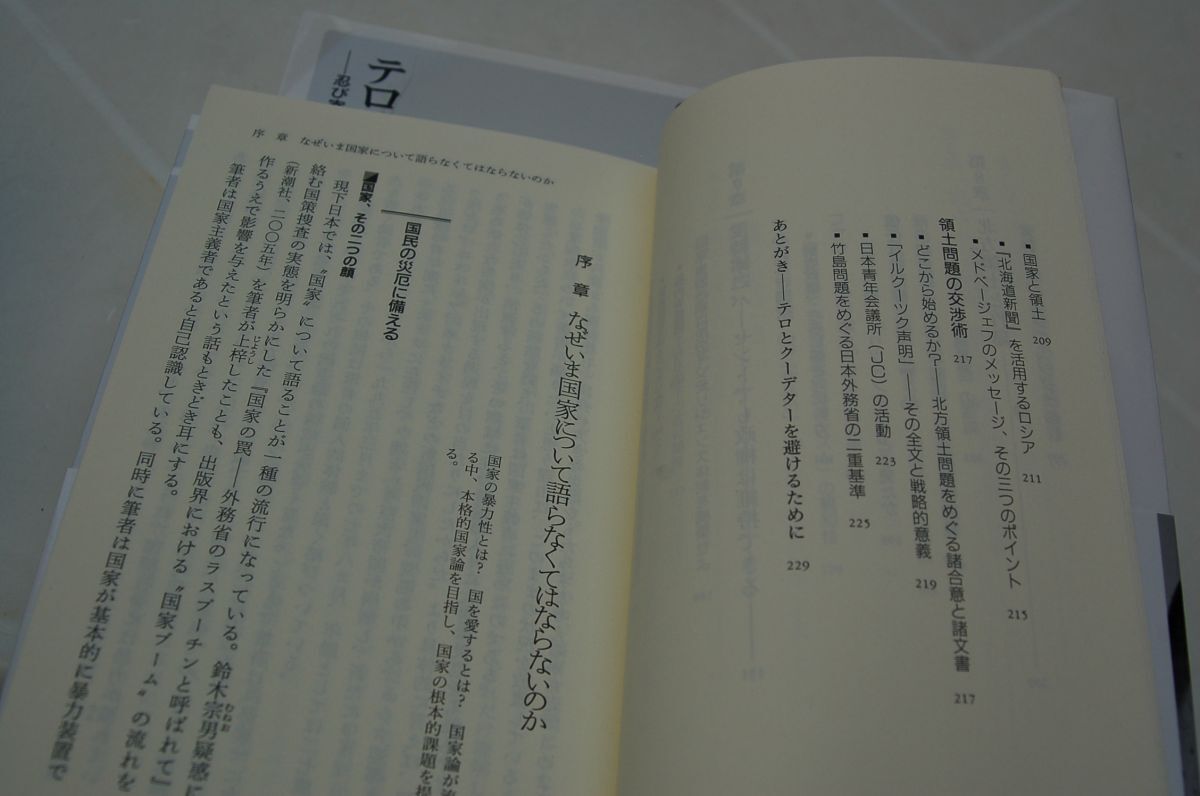 テロ
■国家と領土 209
■「北海道新聞」を活用するロシア 211
■メドベージェフのメッセージ、その三つのポイント 215
領土問題の交渉術 217
■どこから始めるか？――北方領土問題をめぐる諸合意と諸文書 217
■「イルクーツク声明」――その全文と戦略的意義 219
■日本青年会議所（JC）の活動 223
■竹島問題をめぐる日本外務省の二重基準 225
あとがき――テロとクーデターを避けるために 229
序　章　なぜいま国家について語らなくてはならないのか
序　章　なぜいま国家について語らなくてはならないのか
国家の暴力性とは？　国を愛するとは？　国家論が
る中、本格的国家論を目指し、国家の根本的課題を
る。
国民の災厄に備える
国家、その二つの顔
現下日本では、〝国家〟について語ることが一種の流行になっている。鈴木宗男疑惑に
絡む国策捜査の実態を明らかにした『国家の罠――外務省のラスプーチンと呼ばれて』
（新潮社、二〇〇五年）を筆者が上梓したことも、出版界における〝国家ブーム〟の流れを
作るうえで影響を与えたという話もときどき耳にする。
筆者は国家主義者であると自己認識している。同時に筆者は国家が基本的に暴力装置で